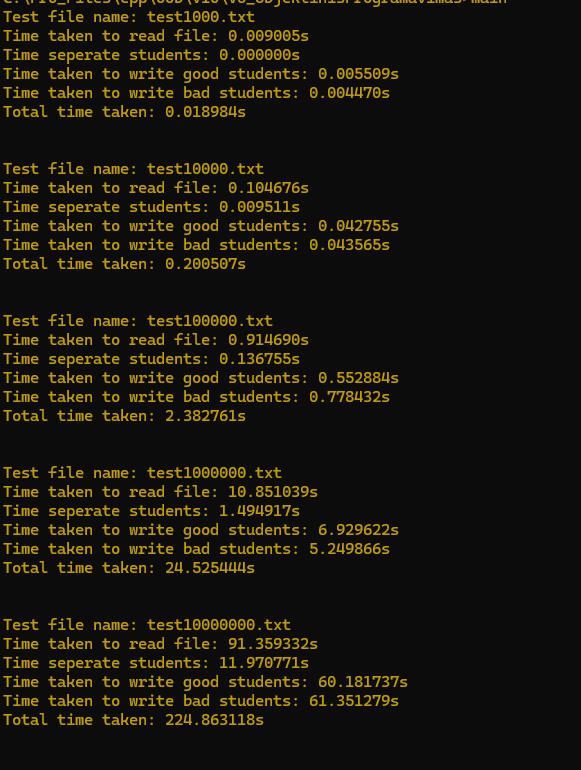 Test file name: test1000.txt
Time taken to read file: 0.009005s
Time seperate students: 0.000000s
Time taken to write good students: 0.005509s
Time taken to write bad students: 0.004470s
Total time taken: 0.018984s
Test file name: test10000.txt
Time taken to read file: 0.104676s
Time seperate students: 0.009511s
Time taken to write good students: 0.042755s
Time taken to write bad students: 0.043565s
Total time taken: 0.200507s
Test file name: test100000.txt
Time taken to read file: 0.914690s
Time seperate students: 0.136755s
Time taken to write good students: 0.552884s
Time taken to write bad students: 0.778432s
Total time taken: 2.382761s
Test file name: test1000000.txt
Time taken to read file: 10.851039s
Time seperate students: 1.494917s
Time taken to write good students: 6.929622s
Time taken to write bad students: 5.249866s
Total time taken: 24.525444s
Test file name: test10000000.txt
Time taken to read file: 91.359332s
Time seperate students: 11.970771s
Time taken to write good students: 60.181737s
Time taken to write bad students: 61.351279s
Total time taken: 224.863118s